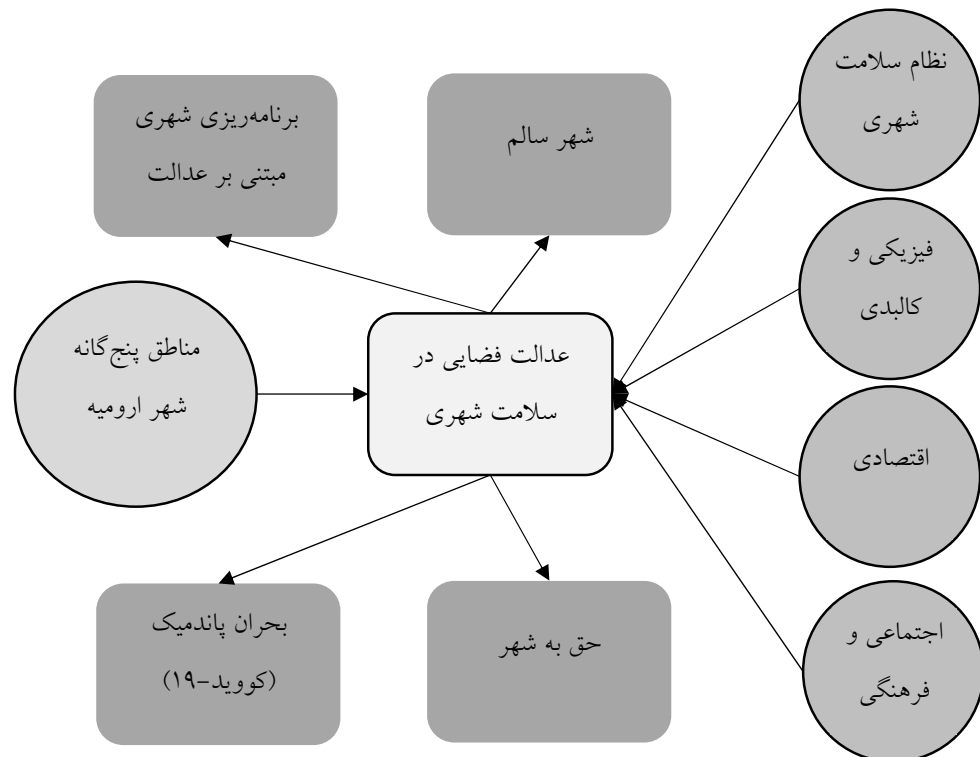 نظام سلامت
شهری
شهر سالم
برنامه‌ریزی شهری
مبتنی بر عدالت
فیزیکی و
کالبدی
عدالت فضایی در
سلامت شهری
مناطق پنج‌گانه
شهر ارومیه
اقتصادی
اجتماعی و
فرهنگی
حق به شهر
بحران پاندمیک
(کووید-۱۹)